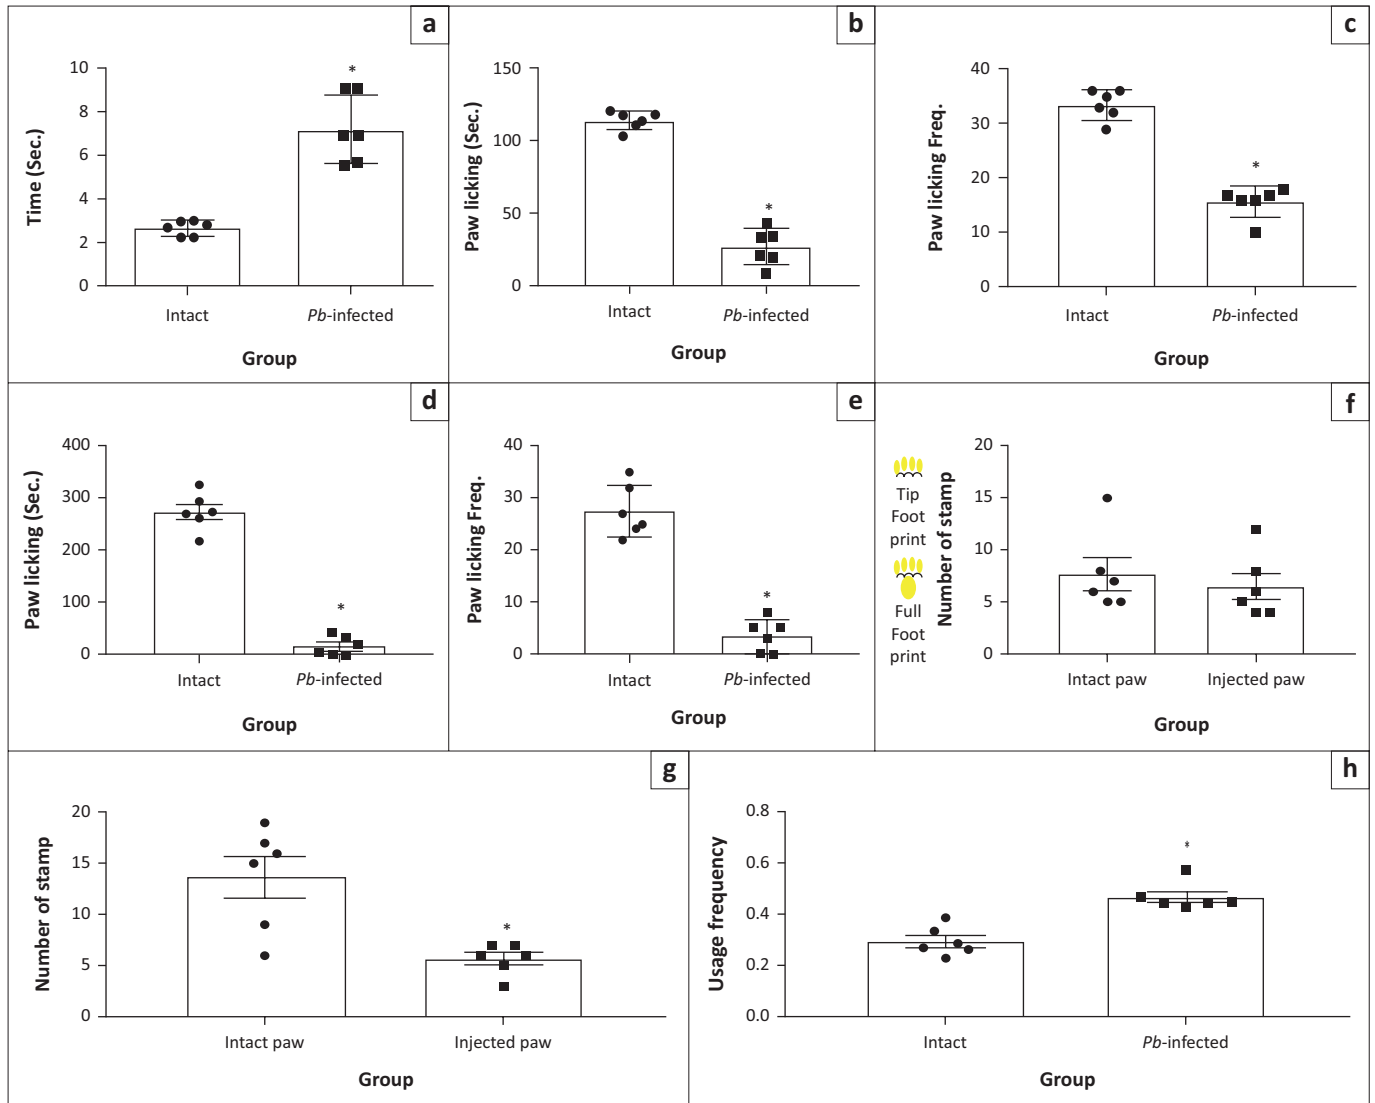 a
10
8
6
4
2
0
Time (Sec.)
*
Intact
Pb-infected
Group
b
150
100
50
0
Paw licking (Sec.)
*
Intact
Pb-infected
Group
c
40
30
20
10
0
Paw licking Freq.
*
Intact
Pb-infected
Group
d
400
300
200
100
0
Paw licking (Sec.)
*
Intact
Pb-infected
Group
e
40
30
20
10
0
Paw licking Freq.
*
Intact
Pb-infected
Group
f
Tip
Foot
print
Full
Foot
print
Number of stamp
20
15
10
5
0
Intact paw
Injected paw
Group
g
20
15
10
5
0
Number of stamp
*
Intact paw
Injected paw
Group
h
0.8
0.6
0.4
0.2
0.0
Usage frequency
*
Intact
Pb-infected
Group